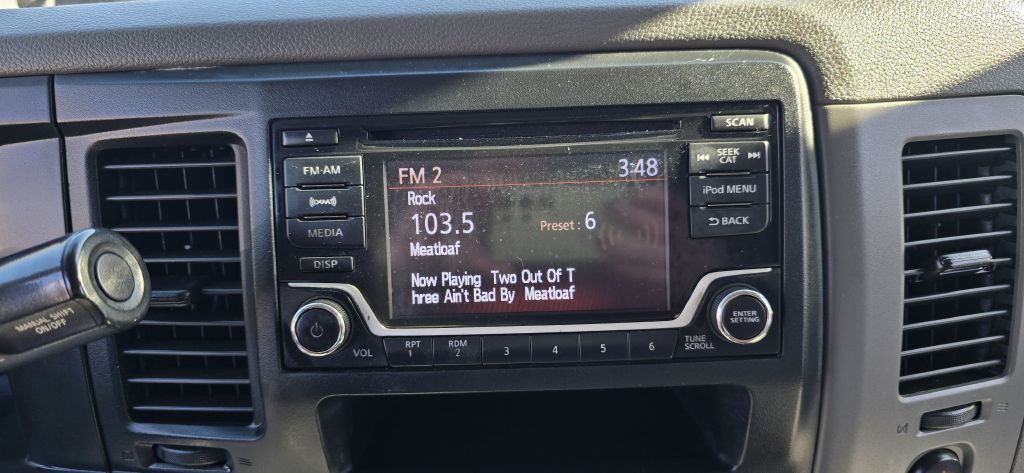 SCAN
FM·AM
SEEK
CAT
(SXM)
iPod MENU
MEDIA
BACK
DISP
FM 2 3:48
Rock
103.5 Preset : 6
Meatloaf
Now Playing Two Out Of T
hree Ain't Bad By Meatloaf
MANUAL SHIFT
ON/OFF
VOL
RPT
1
RDM
2
3
4
5
6
TUNE
SCROLL
ENTER
SETTING